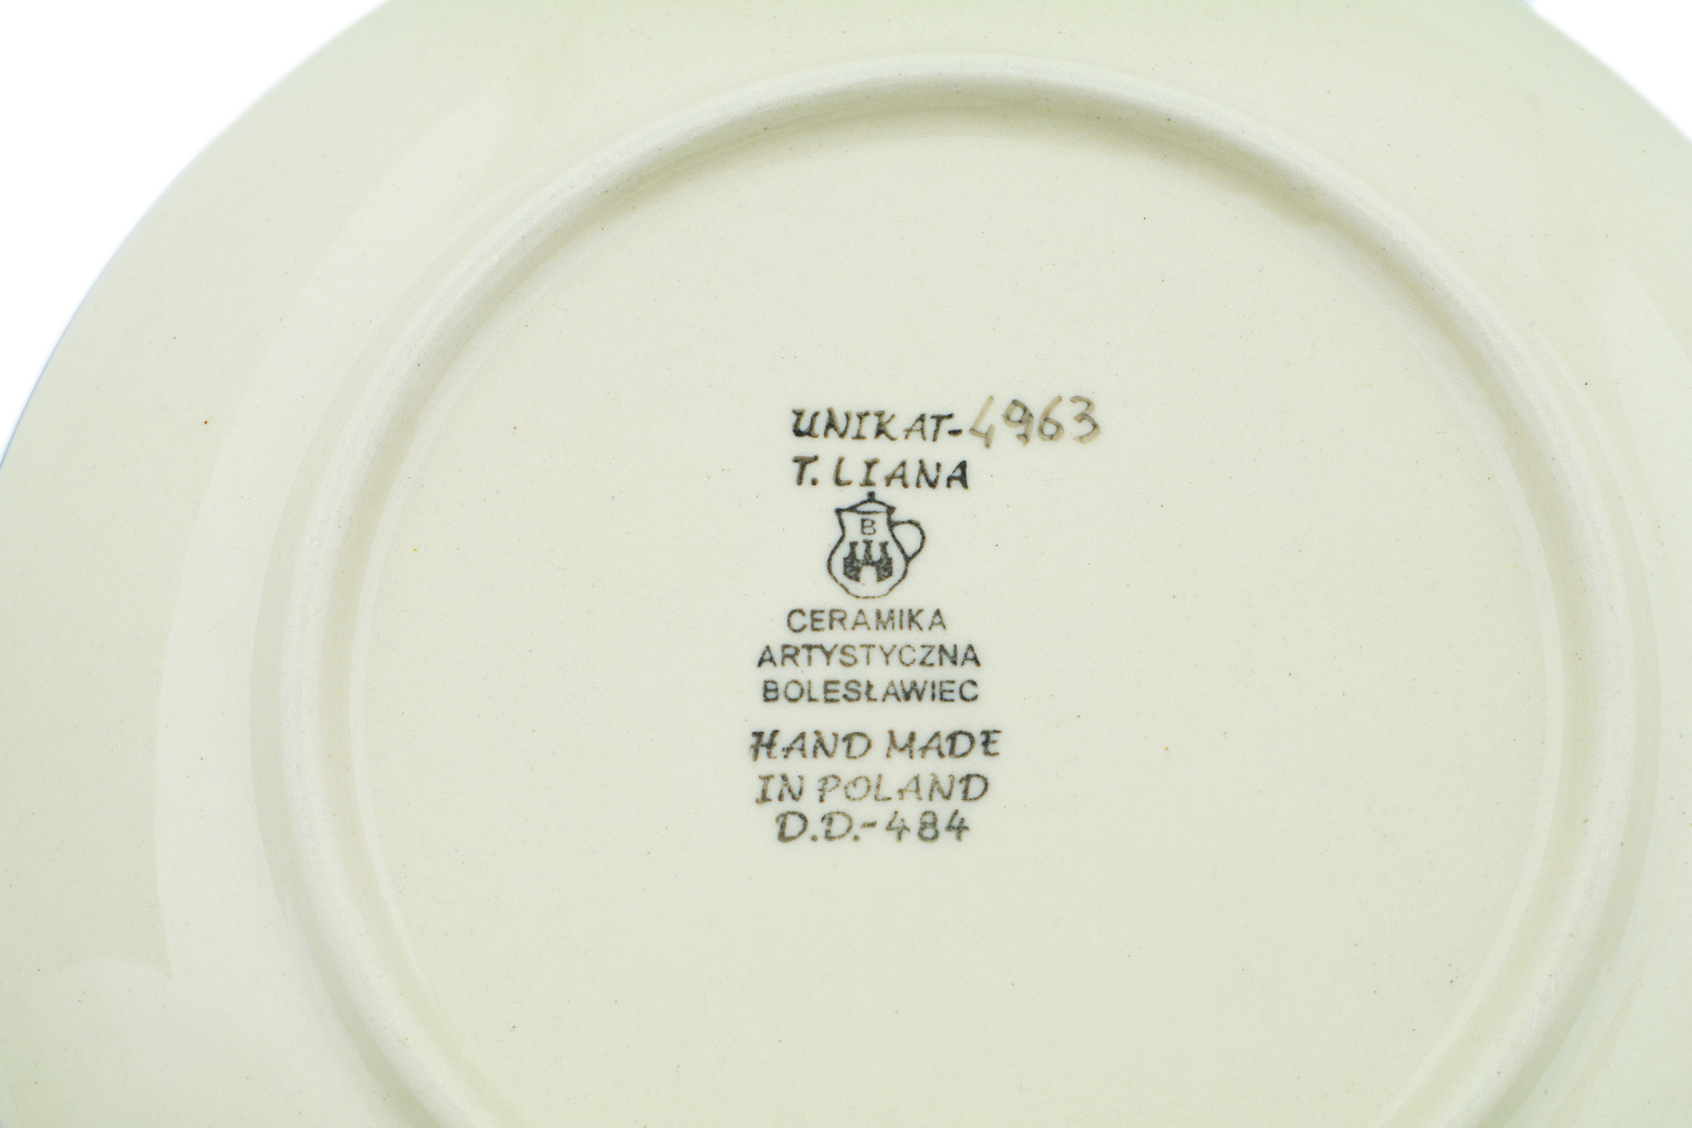 UNIKAT-4963
T. LIANA
B
CERAMIKA
ARTYSTYCZNA
BOLESŁAWIEC
HAND MADE
IN POLAND
D.D.-484